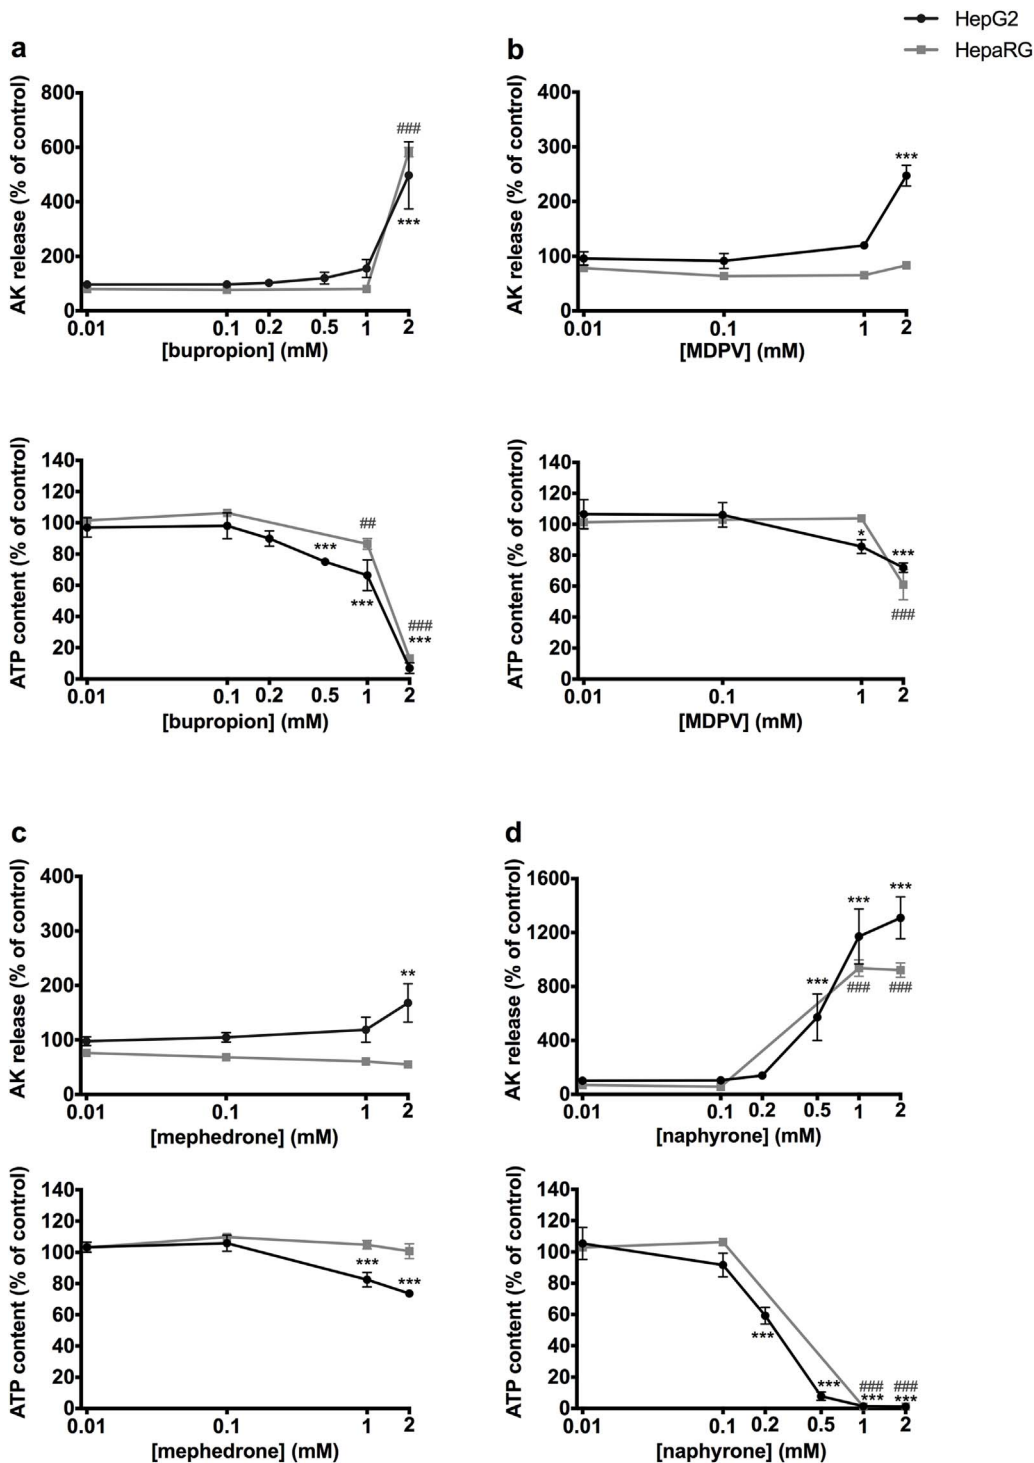 HepG2
HepaRG
a
AK release (% of control)
800
600
400
200
0
###
***
0.01 0.1 0.2 0.5 1 2
[bupropion] (mM)
b
AK release (% of control)
400
300
200
100
0
***
0.01 0.1 1 2
[MDPV] (mM)
ATP content (% of control)
140
120
100
80
60
40
20
0
##
***
***
###
***
0.01 0.1 0.2 0.5 1 2
[bupropion] (mM)
ATP content (% of control)
140
120
100
80
60
40
20
0
*
***
###
0.01 0.1 1 2
[MDPV] (mM)
c
AK release (% of control)
400
300
200
100
0
**
0.01 0.1 1 2
[mephedrone] (mM)
d
AK release (% of control)
1600
1200
800
400
0
***
***
***
### ###
0.01 0.1 0.2 0.5 1 2
[naphyrone] (mM)
ATP content (% of control)
140
120
100
80
60
40
20
0
***
***
0.01 0.1 1 2
[mephedrone] (mM)
ATP content (% of control)
140
120
100
80
60
40
20
0
***
***
### ###
*** ***
0.01 0.1 0.2 0.5 1 2
[naphyrone] (mM)